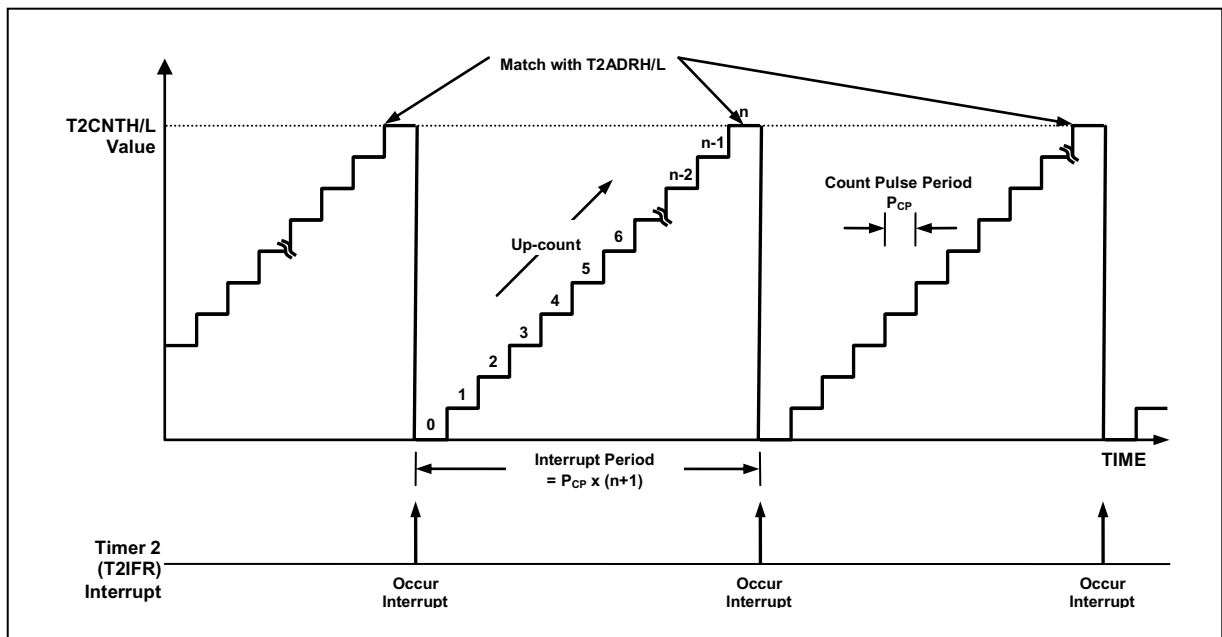 Match with T2ADRH/L
T2CNTH/L
Value
n
n-1
n-2
Count Pulse Period
PCP
6
Up-count
5
4
3
2
1
0
Interrupt Period
= PCP x (n+1)
TIME
Timer 2
(T2IFR)
Interrupt
Occur
Interrupt
Occur
Interrupt
Occur
Interrupt